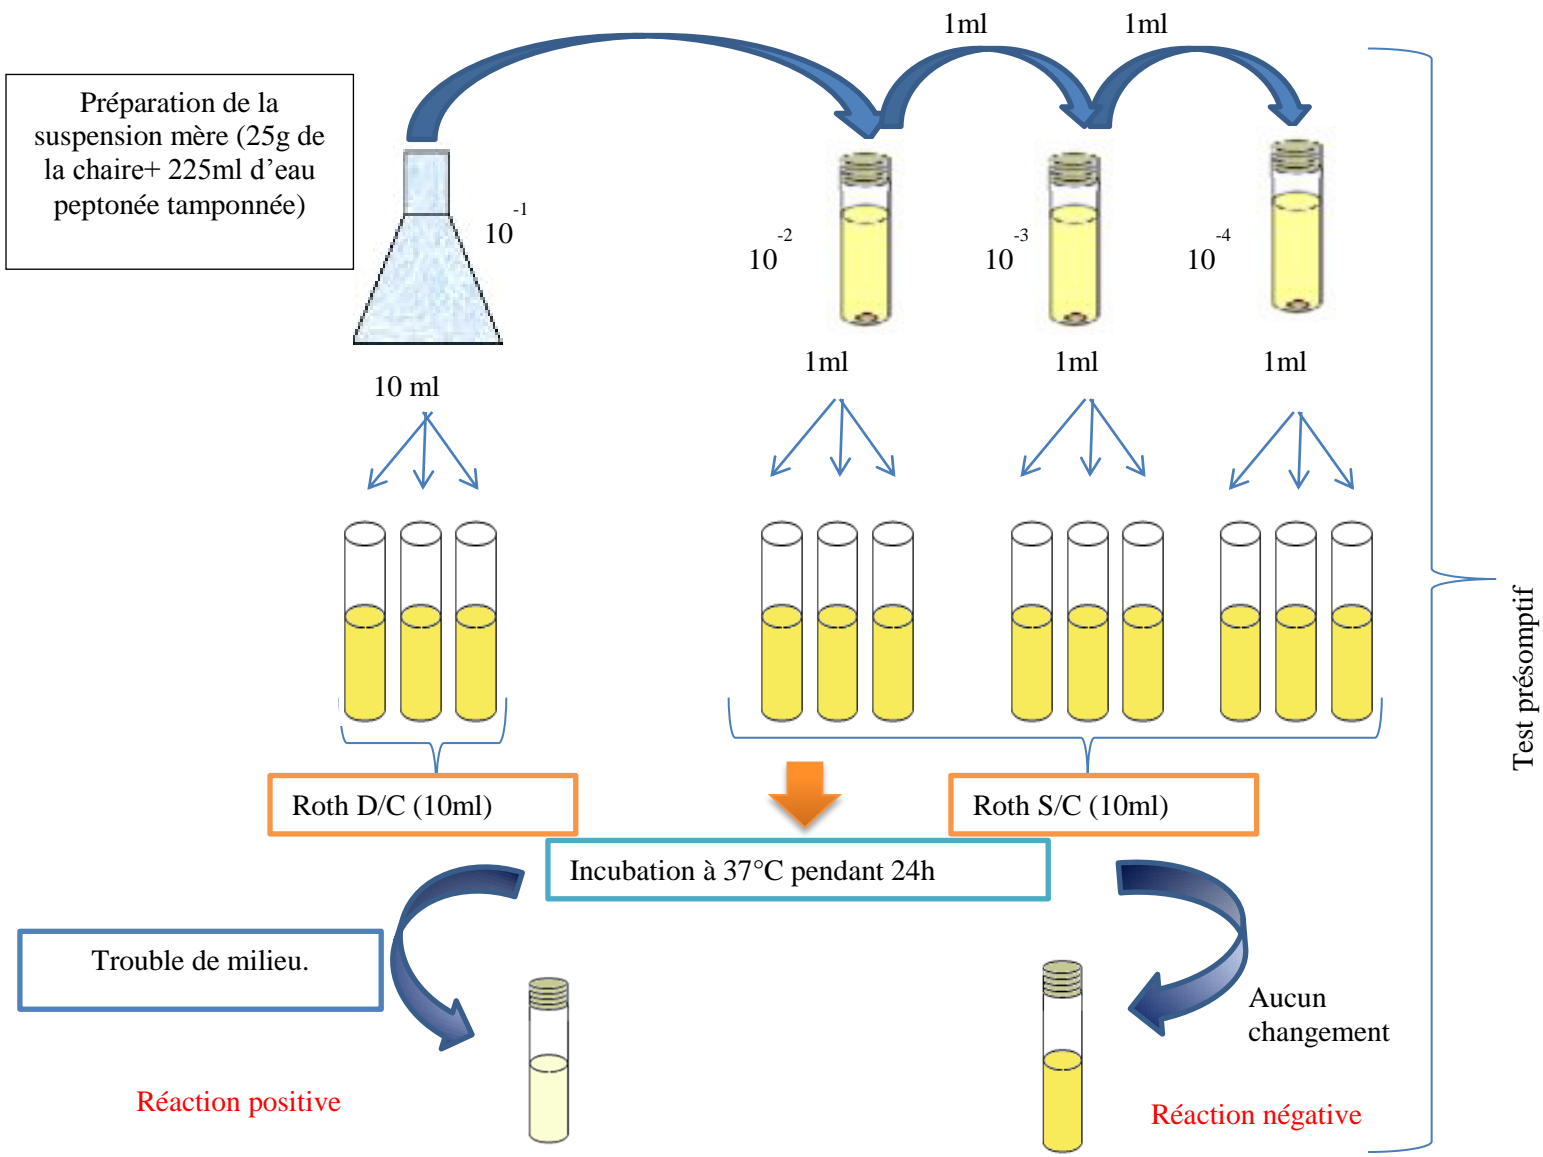 1ml
1ml
Préparation de la
suspension mère (25g de
la chaire+ 225ml d’eau
peptonée tamponnée)
10⁻¹
10⁻²
10⁻³
10⁻⁴
10 ml
1ml
1ml
1ml
Test présomptif
Roth D/C (10ml)
Roth S/C (10ml)
Incubation à 37°C pendant 24h
Trouble de milieu.
Aucun
changement
Réaction positive
Réaction négative